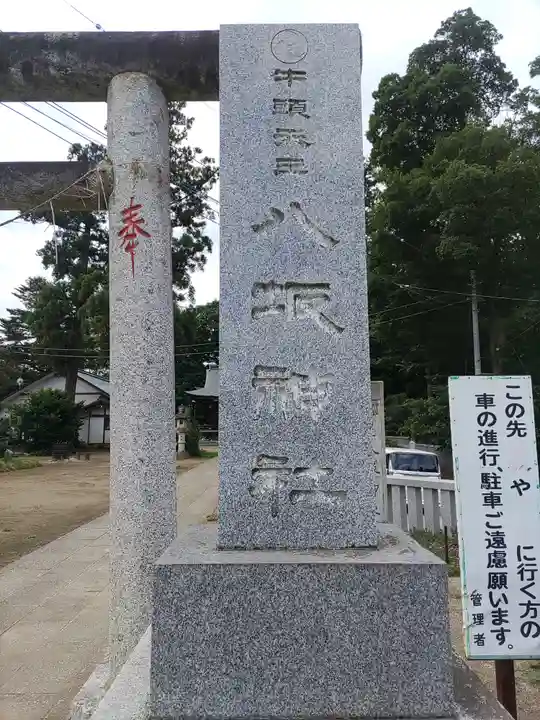 牛頭天王
八坂神社
奉
この先 や に行く方の
車の進行、駐車ご遠慮願います。
管理者